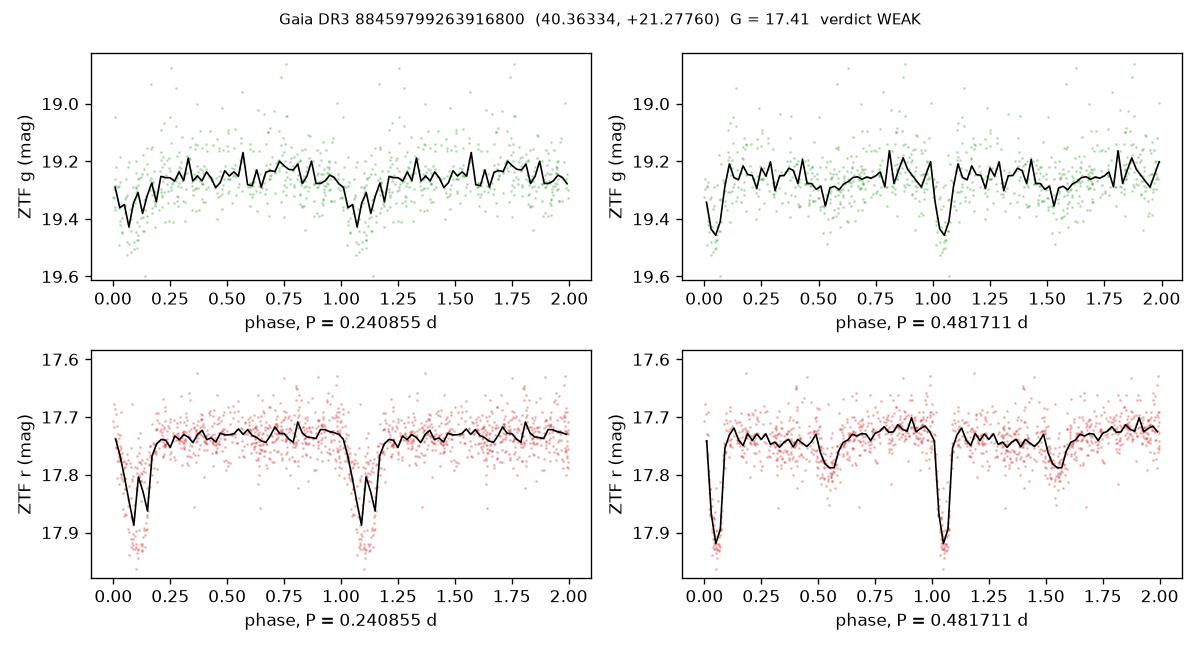 Gaia DR3 88459799263916800  (40.36334, +21.27760)  G = 17.41  verdict WEAK
ZTF g (mag)
19.0
19.2
19.4
19.6
0.00 0.25 0.50 0.75 1.00 1.25 1.50 1.75 2.00
phase, P = 0.240855 d
ZTF g (mag)
19.0
19.2
19.4
19.6
0.00 0.25 0.50 0.75 1.00 1.25 1.50 1.75 2.00
phase, P = 0.481711 d
ZTF r (mag)
17.6
17.7
17.8
17.9
0.00 0.25 0.50 0.75 1.00 1.25 1.50 1.75 2.00
phase, P = 0.240855 d
ZTF r (mag)
17.6
17.7
17.8
17.9
0.00 0.25 0.50 0.75 1.00 1.25 1.50 1.75 2.00
phase, P = 0.481711 d